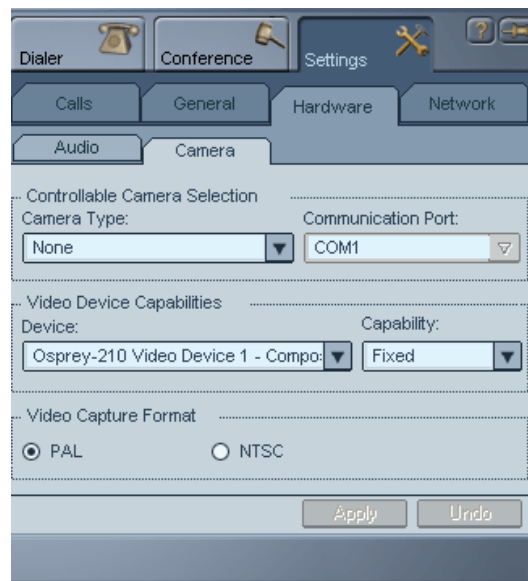 Dialer Conference Settings ?
Calls General Hardware Network
Audio Camera
Controllable Camera Selection
Camera Type: Communication Port:
None COM1
Video Device Capabilities
Device: Capability:
Osprey-210 Video Device 1 - Compo: Fixed
Video Capture Format
PAL NTSC
Apply Undo